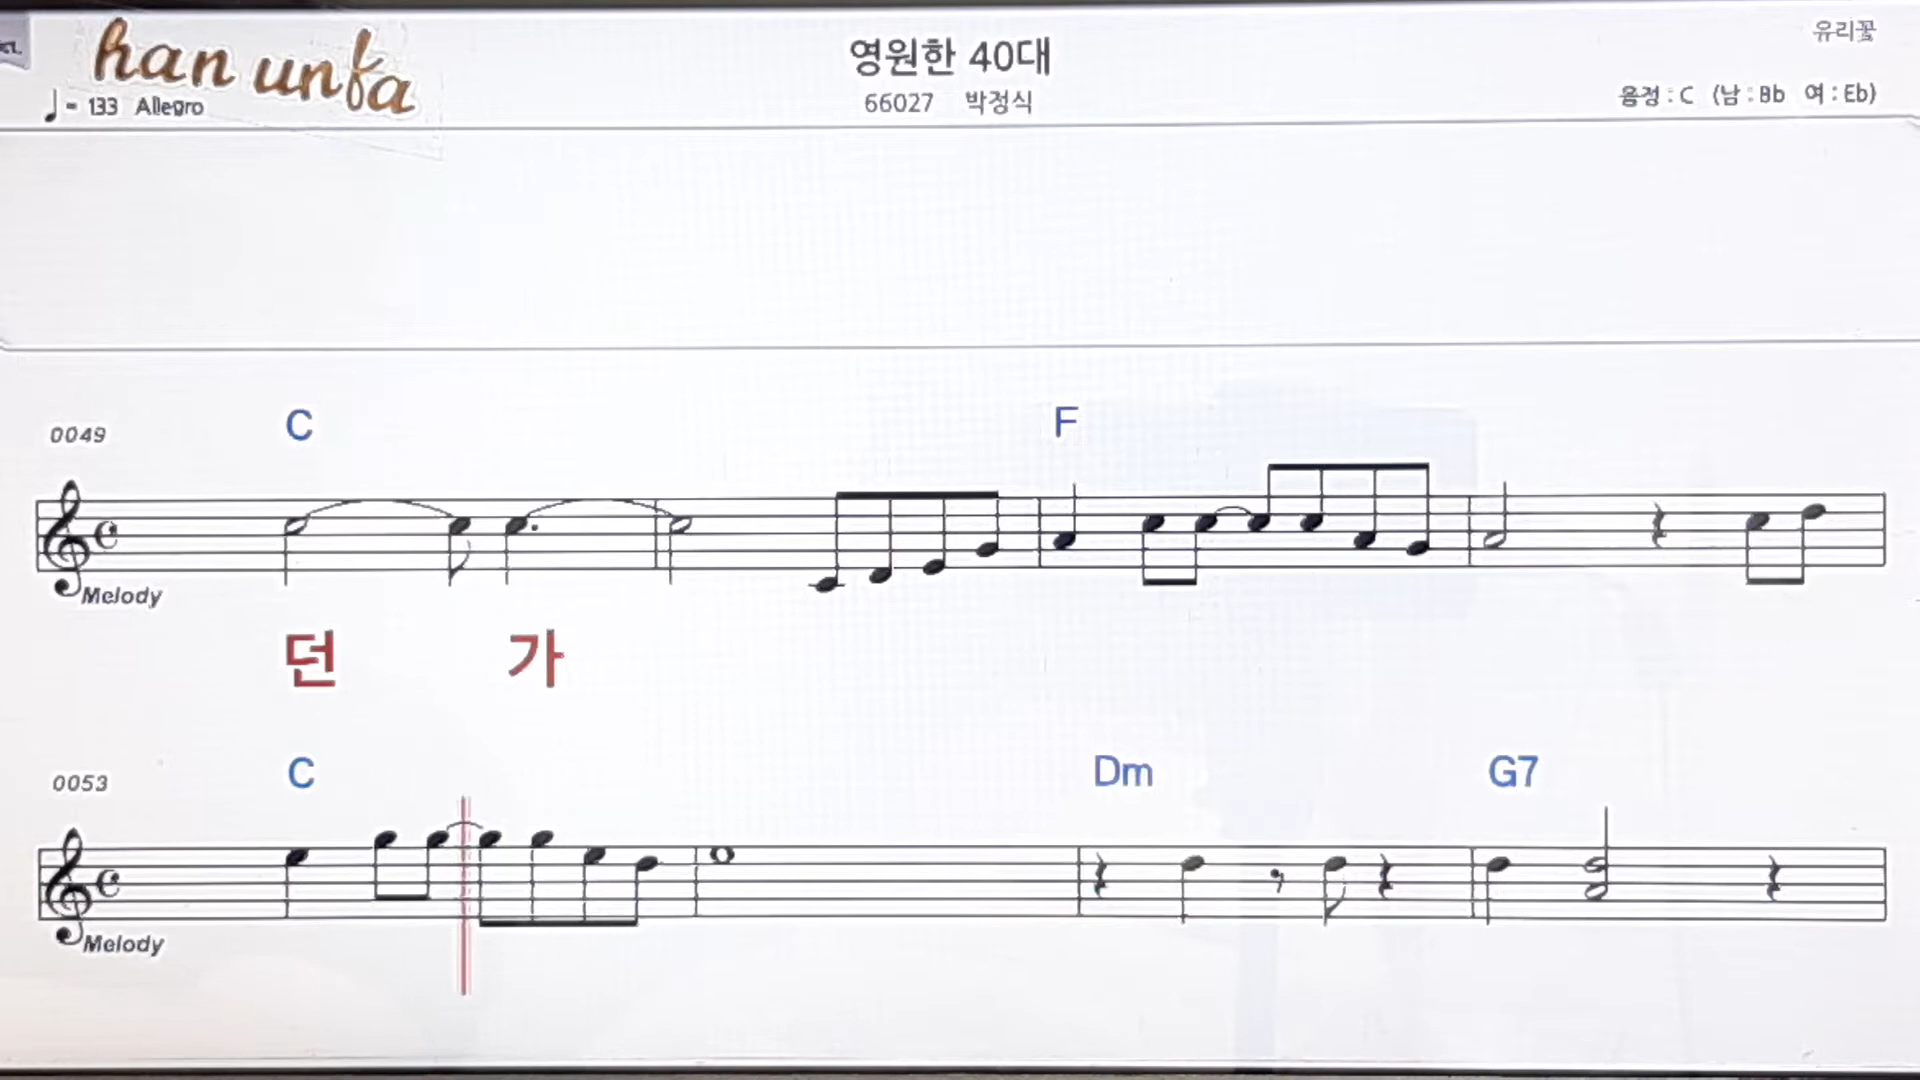 han unfa
♩= 133 Allegro
영원한 40대
66027 박정식
유리꽃
음정 : C (남 : Bb 여 : Eb)
0049
C F
Melody
던 가
0053
C Dm G7
Melody